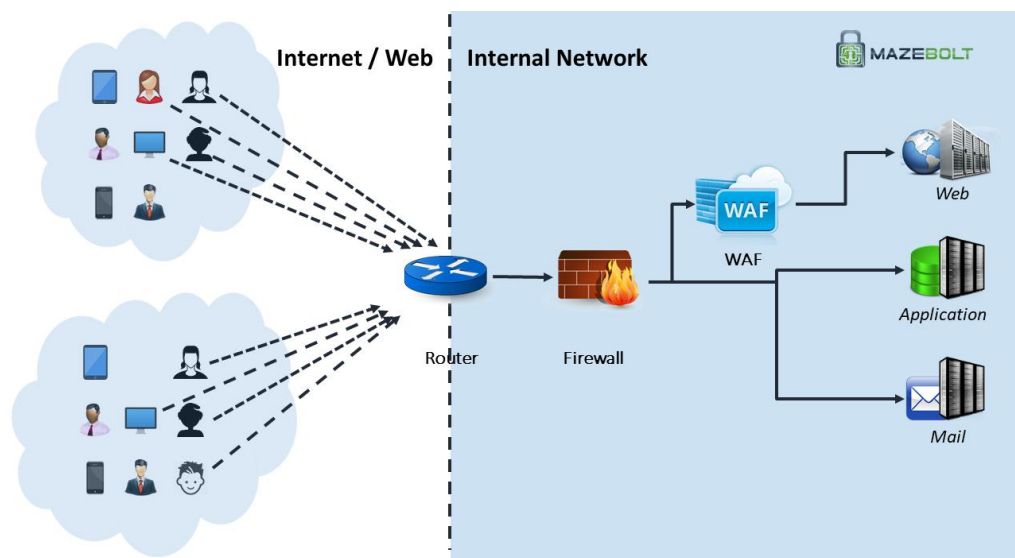 Internet / Web
Internal Network
MAZEBOLT
WAF
WAF
Web
Router
Firewall
Application
Mail